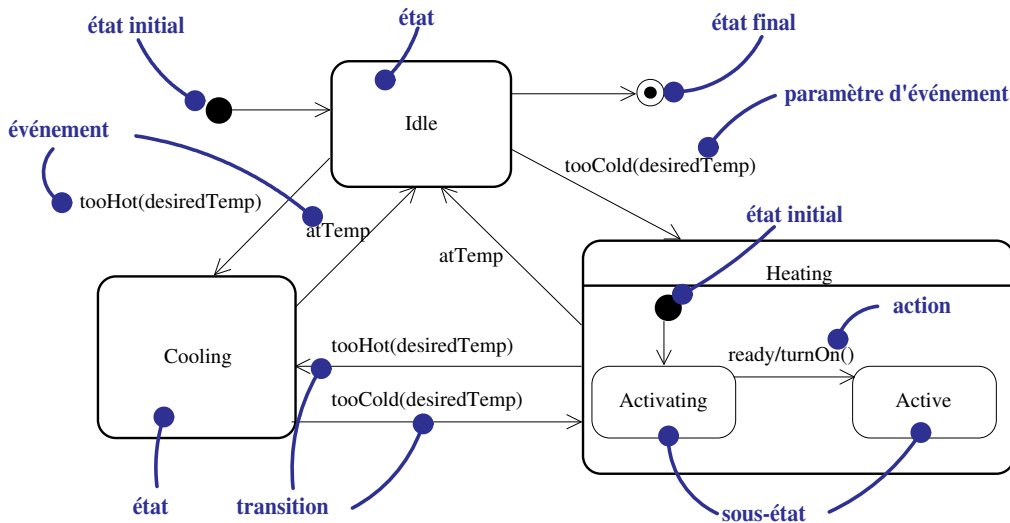 état initial
état
état final
paramètre d'événement
événement
Idle
tooCold(desiredTemp)
tooHot(desiredTemp)
atTemp
état initial
atTemp
Heating
action
Cooling
tooHot(desiredTemp)
ready/turnOn()
tooCold(desiredTemp)
Activating
Active
état
transition
sous-état